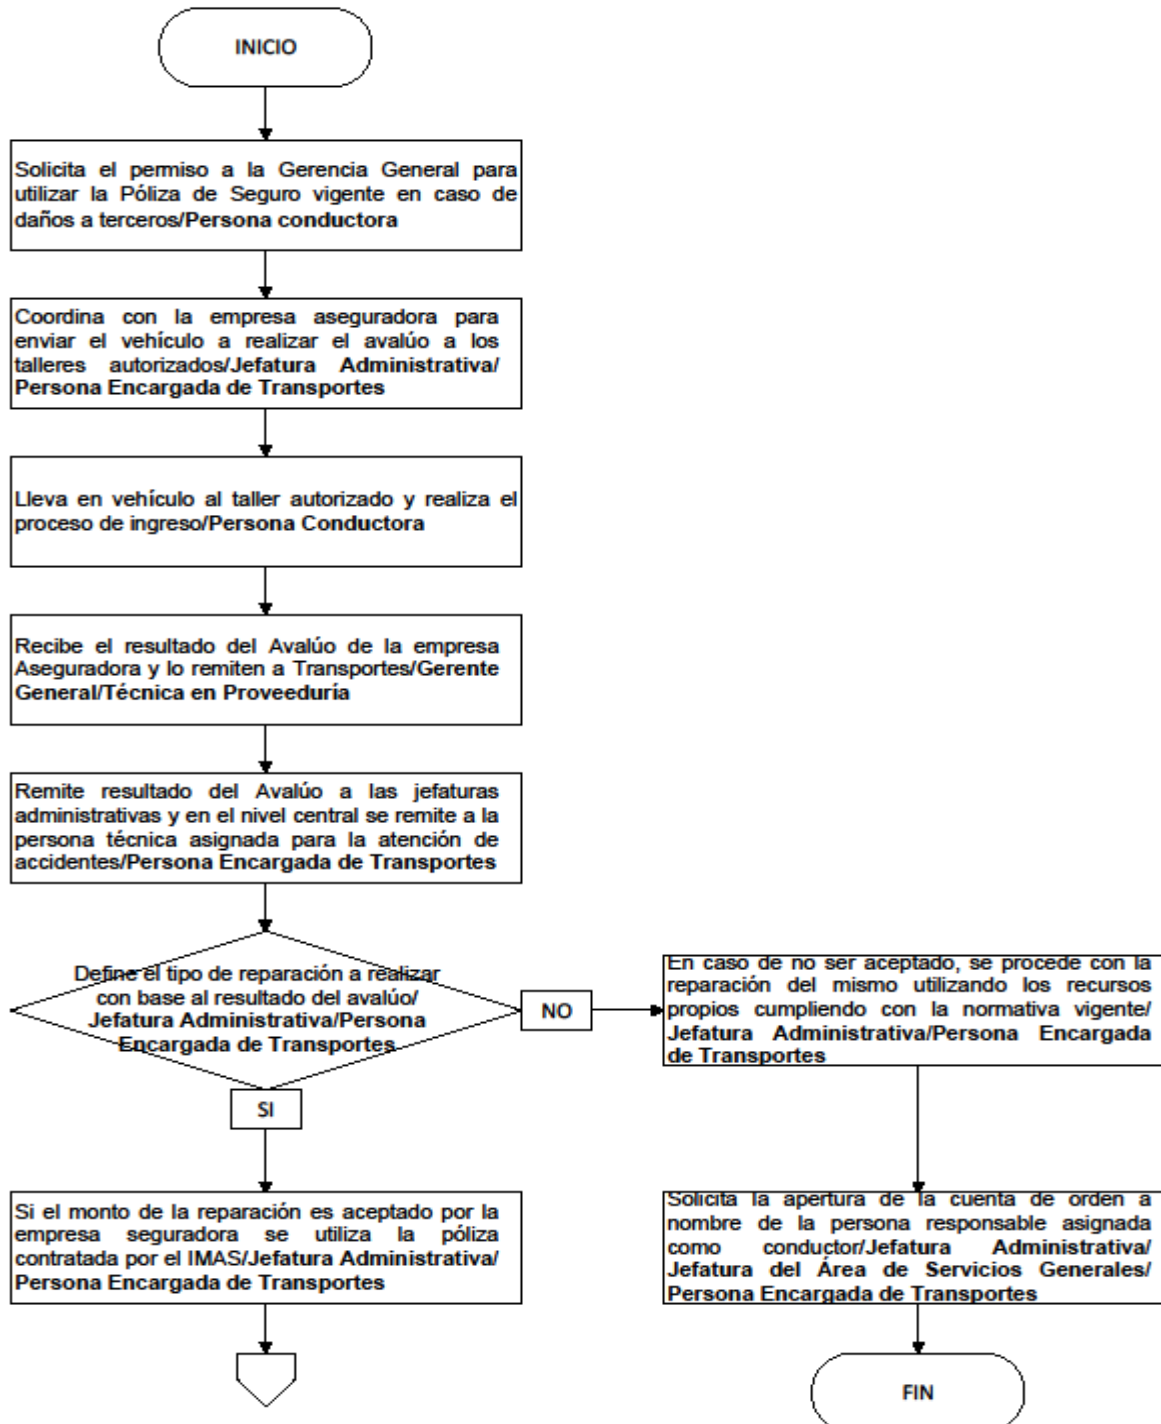 INICIO
Solicita el permiso a la Gerencia General para
utilizar la Póliza de Seguro vigente en caso de
daños a terceros/Persona conductora
Coordina con la empresa aseguradora para
enviar el vehículo a realizar el avalúo a los
talleres autorizados/Jefatura Administrativa/
Persona Encargada de Transportes
Lleva en vehículo al taller autorizado y realiza el
proceso de ingreso/Persona Conductora
Recibe el resultado del Avalúo de la empresa
Aseguradora y lo remiten a Transportes/Gerente
General/Técnica en Proveeduría
Remite resultado del Avalúo a las jefaturas
administrativas y en el nivel central se remite a la
persona técnica asignada para la atención de
accidentes/Persona Encargada de Transportes
Define el tipo de reparación a realizar
con base al resultado del avalúo/
Jefatura Administrativa/Persona
Encargada de Transportes
NO
En caso de no ser aceptado, se procede con la
reparación del mismo utilizando los recursos
propios cumpliendo con la normativa vigente/
Jefatura Administrativa/Persona Encargada
de Transportes
SI
Si el monto de la reparación es aceptado por la
empresa seguradora se utiliza la póliza
contratada por el IMAS/Jefatura Administrativa/
Persona Encargada de Transportes
Solicita la apertura de la cuenta de orden a
nombre de la persona responsable asignada
como conductor/Jefatura Administrativa/
Jefatura del Área de Servicios Generales/
Persona Encargada de Transportes
FIN